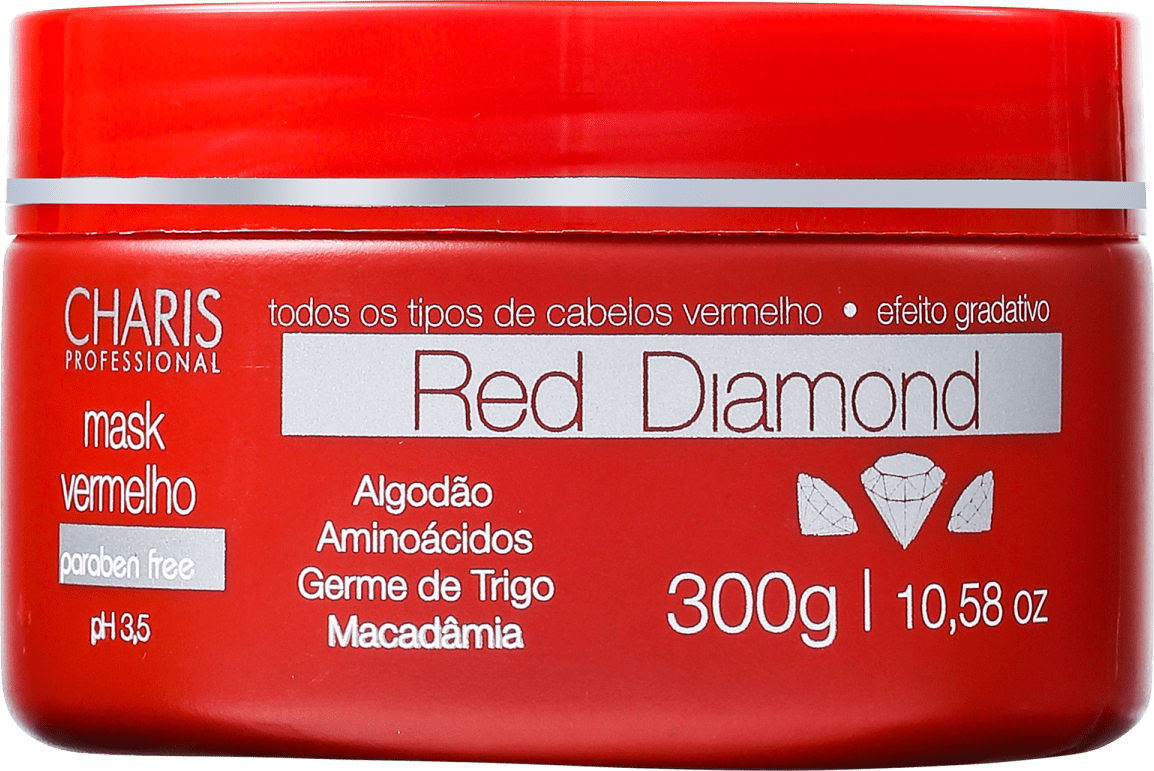 CHARIS
PROFESSIONAL
mask
vermelho
paraben free
pH 3,5
todos os tipos de cabelos vermelho • efeito gradativo
Red Diamond
Algodão
Aminoácidos
Germe de Trigo
Macadâmia
300g | 10,58 oz